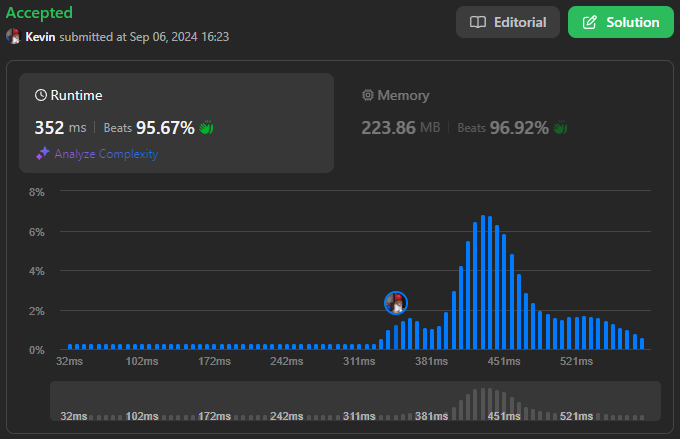 Accepted
Kevin submitted at Sep 06, 2024 16:23
Editorial
Solution
Runtime
352 ms | Beats 95.67%
Analyze Complexity
Memory
223.86 MB | Beats 96.92%
8%
6%
4%
2%
0%
32ms 102ms 172ms 242ms 311ms 381ms 451ms 521ms
32ms 102ms 172ms 242ms 311ms 381ms 451ms 521ms